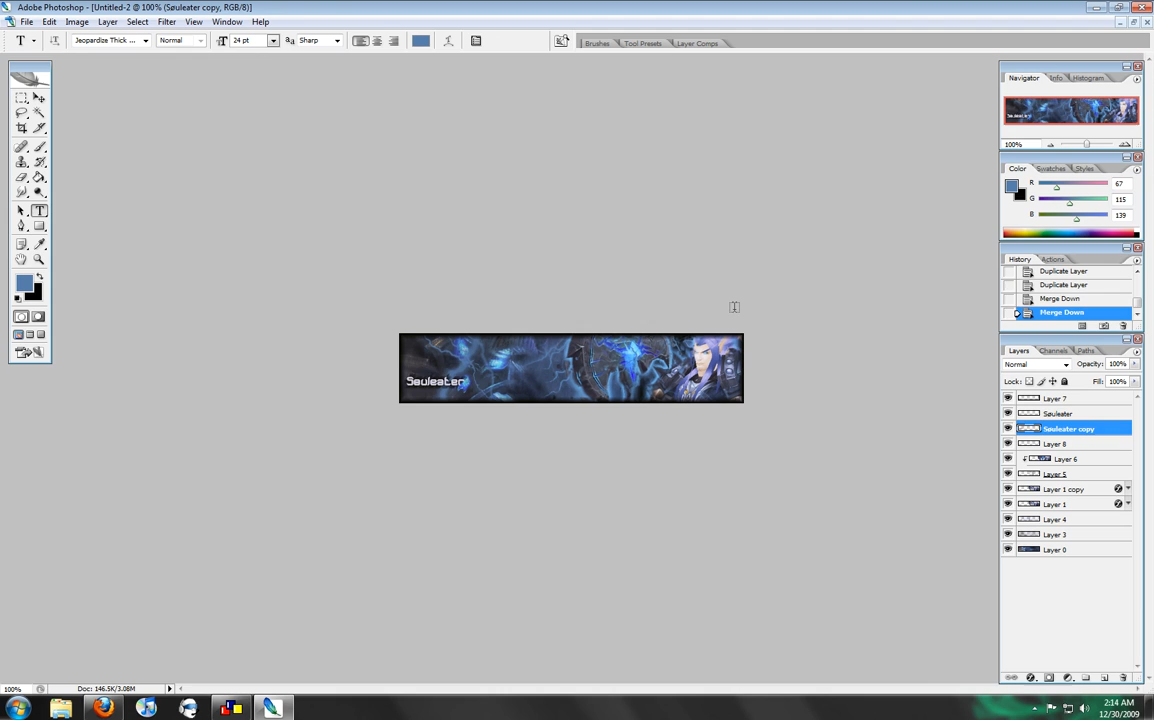 Adobe Photoshop - [Untitled-2 @ 100% (Søuleater copy, RGB/8)]
File Edit Image Layer Select Filter View Window Help
T Jeopardize Thick ... Normal 24 pt aa Sharp Brushes Tool Presets Layer Comps
Navigator Info Histogram
Søuleater
100%
Color Swatches Styles
R 67
G 115
B 139
History Actions
Duplicate Layer
Duplicate Layer
Merge Down
Merge Down
Layers Channels Paths
Normal Opacity: 100%
Lock: Fill: 100%
Layer 7
Søuleater
Søuleater copy
Layer 8
Layer 6
Layer 5
Layer 1 copy
Layer 1
Layer 4
Layer 3
Layer 0
Søuleater
100% Doc: 146.5K/3.08M
2:14 AM
12/30/2009